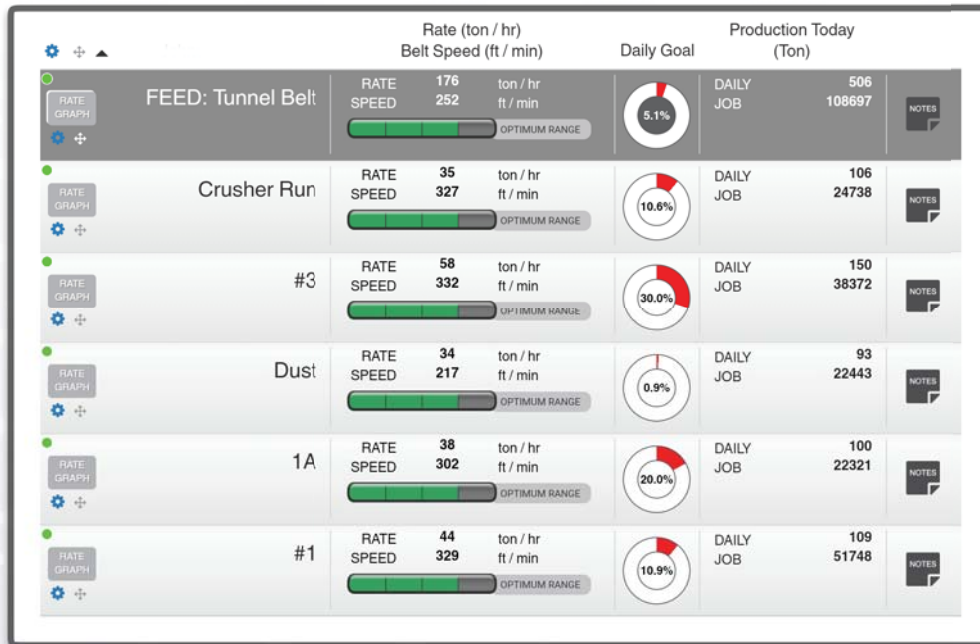 Rate (ton / hr)
Belt Speed (ft / min)
Daily Goal
Production Today
(Ton)
RATE GRAPH
FEED: Tunnel Belt
RATE 176 ton / hr
SPEED 252 ft / min
OPTIMUM RANGE
5.1%
DAILY 506
JOB 108697
NOTES
RATE GRAPH
Crusher Run
RATE 35 ton / hr
SPEED 327 ft / min
OPTIMUM RANGE
10.6%
DAILY 106
JOB 24738
NOTES
RATE GRAPH
#3
RATE 58 ton / hr
SPEED 332 ft / min
OPTIMUM RANGE
30.0%
DAILY 150
JOB 38372
NOTES
RATE GRAPH
Dust
RATE 34 ton / hr
SPEED 217 ft / min
OPTIMUM RANGE
0.9%
DAILY 93
JOB 22443
NOTES
RATE GRAPH
1A
RATE 38 ton / hr
SPEED 302 ft / min
OPTIMUM RANGE
20.0%
DAILY 100
JOB 22321
NOTES
RATE GRAPH
#1
RATE 44 ton / hr
SPEED 329 ft / min
OPTIMUM RANGE
10.9%
DAILY 109
JOB 51748
NOTES